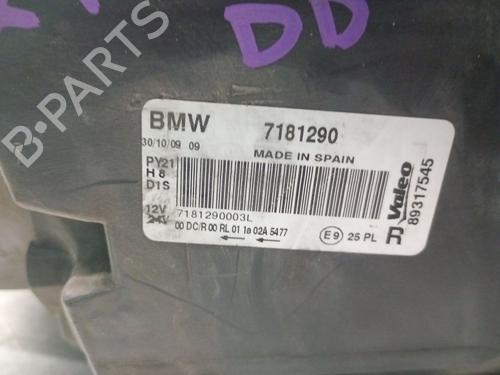 DD
B-PARTS
BMW 7181290
30/10/09 09 MADE IN SPAIN
PY21
H8
D1S
12V
7181290003L
00 DC/R 00 RL 01 1a 02A 5477
E9 25 PL
Valeo
89317545